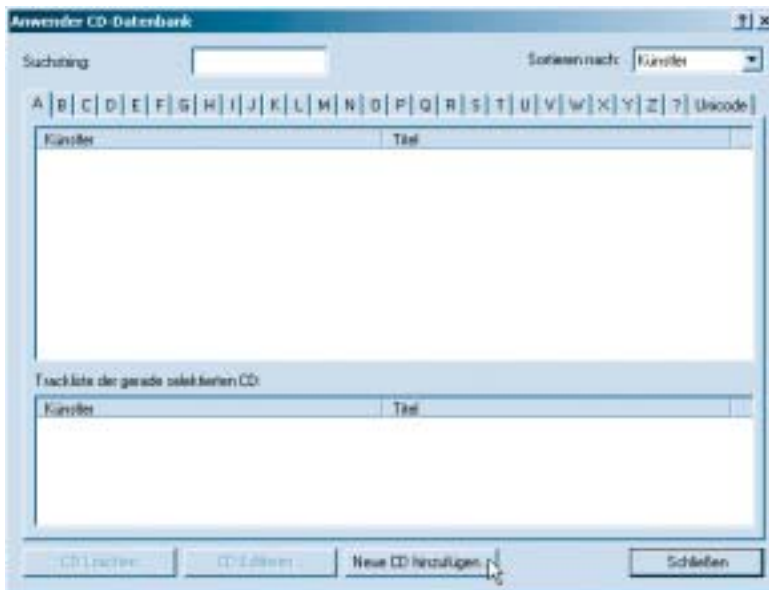 Anwender CD-Datenbank
Suchstring:
Sortieren nach: Künstler
A B C D E F G H I J K L M N O P Q R S T U V W X Y Z ? Unicode
Künstler Titel
Trackliste der gerade selektierten CD:
Künstler Titel
CD Löschen CD Editieren Neue CD hinzufügen... Schließen